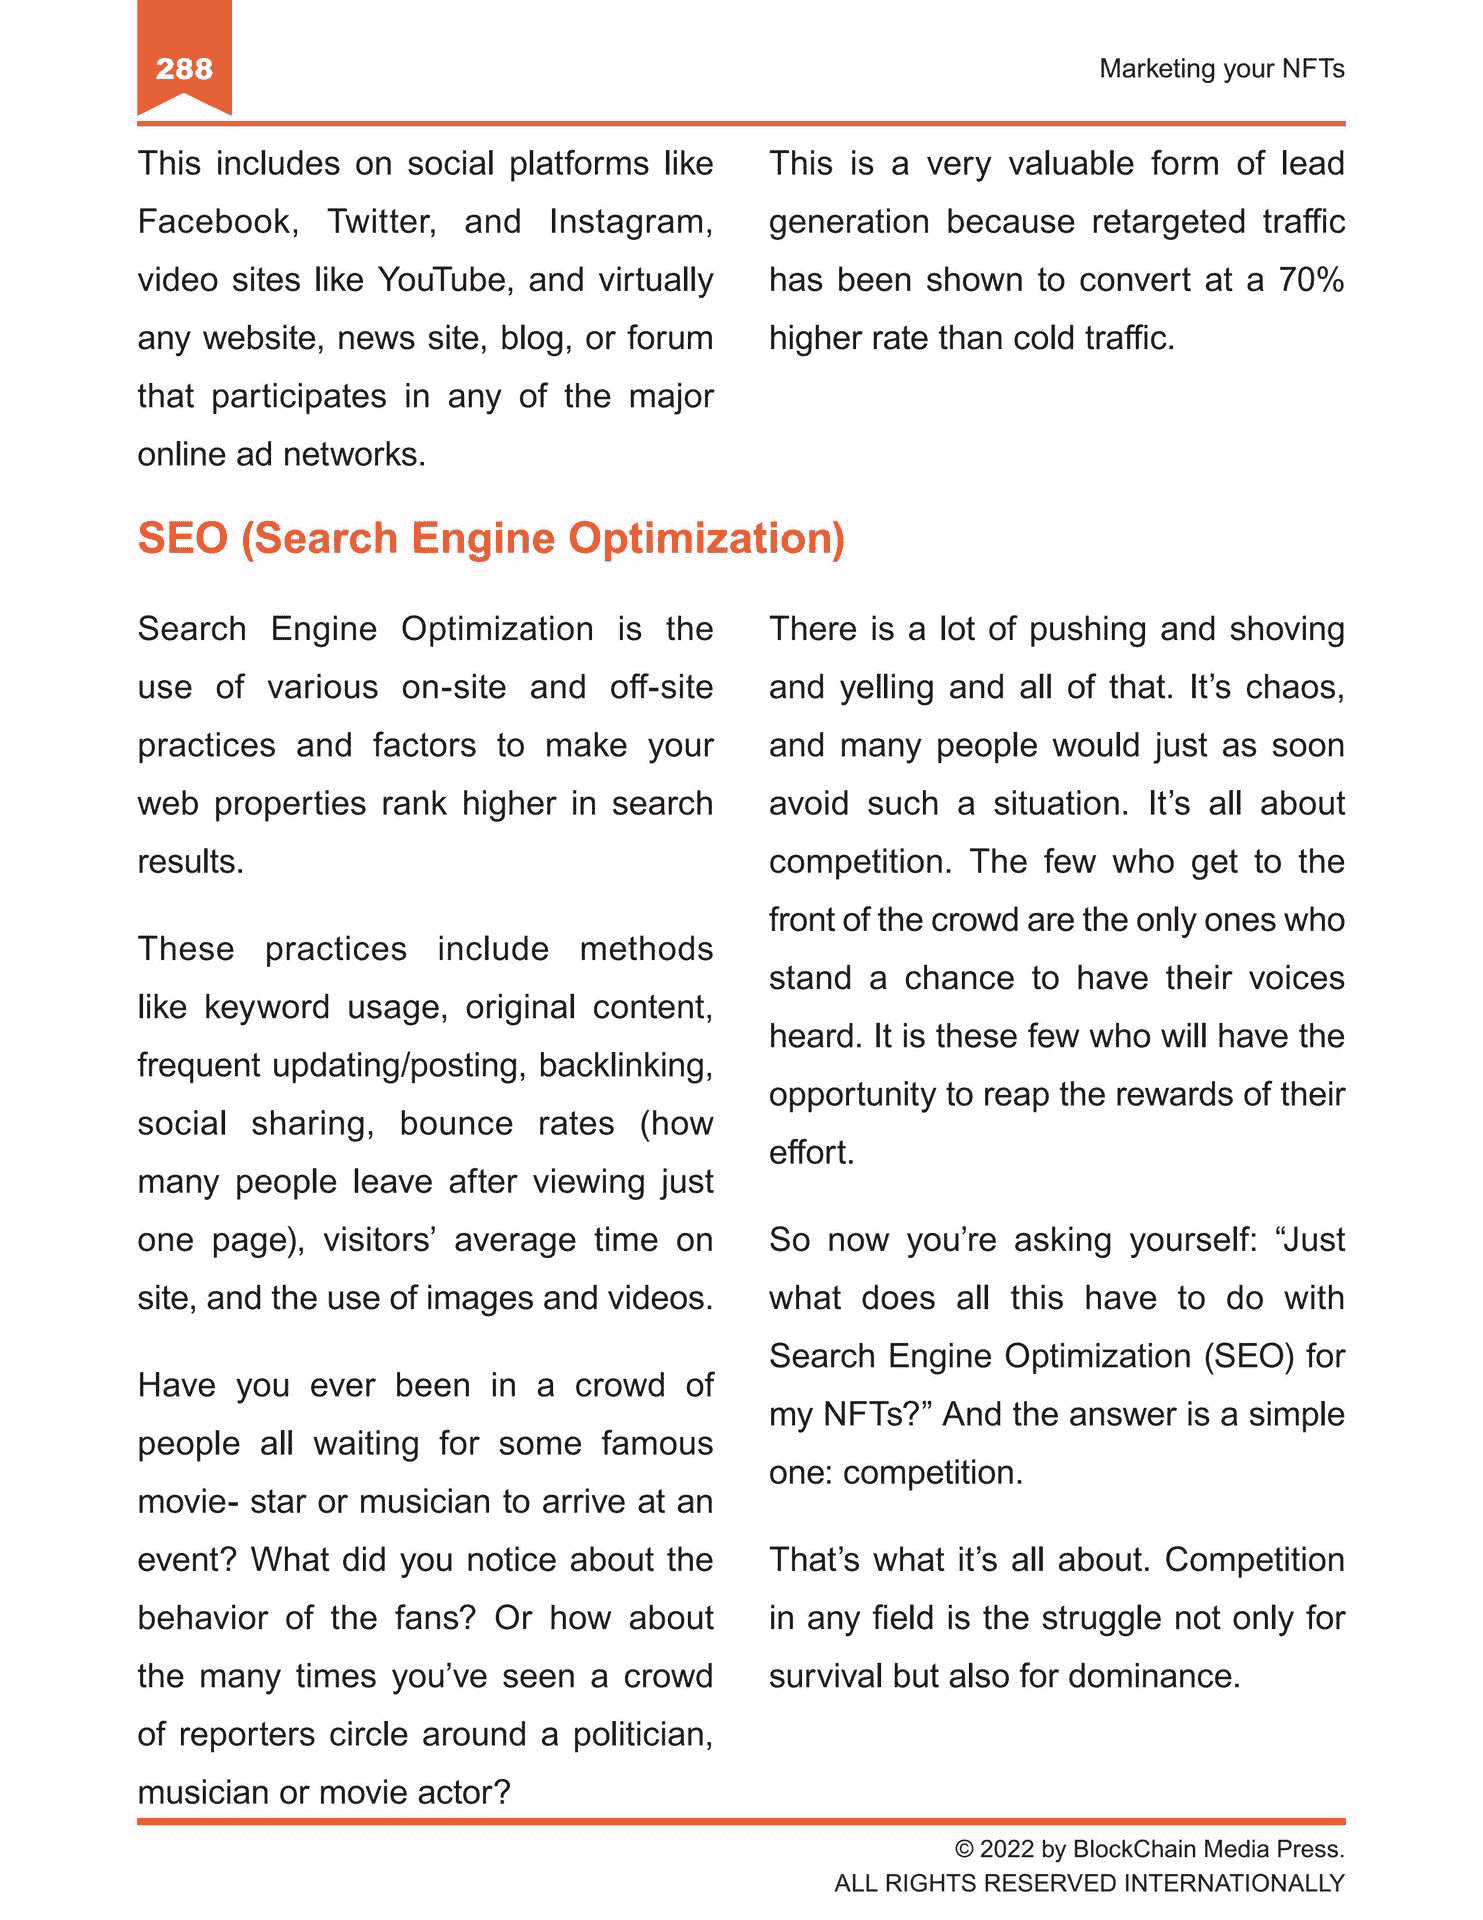 288
Marketing your NFTs
This includes on social platforms like
Facebook, Twitter, and Instagram,
video sites like YouTube, and virtually
any website, news site, blog, or forum
that participates in any of the major
online ad networks.
This is a very valuable form of lead
generation because retargeted traffic
has been shown to convert at a 70%
higher rate than cold traffic.
SEO (Search Engine Optimization)
Search Engine Optimization is the
use of various on-site and off-site
practices and factors to make your
web properties rank higher in search
results.
These practices include methods
like keyword usage, original content,
frequent updating/posting, backlinking,
social sharing, bounce rates (how
many people leave after viewing just
one page), visitors’ average time on
site, and the use of images and videos.
Have you ever been in a crowd of
people all waiting for some famous
movie- star or musician to arrive at an
event? What did you notice about the
behavior of the fans? Or how about
the many times you’ve seen a crowd
of reporters circle around a politician,
musician or movie actor?
There is a lot of pushing and shoving
and yelling and all of that. It’s chaos,
and many people would just as soon
avoid such a situation. It’s all about
competition. The few who get to the
front of the crowd are the only ones who
stand a chance to have their voices
heard. It is these few who will have the
opportunity to reap the rewards of their
effort.
So now you’re asking yourself: “Just
what does all this have to do with
Search Engine Optimization (SEO) for
my NFTs?” And the answer is a simple
one: competition.
That’s what it’s all about. Competition
in any field is the struggle not only for
survival but also for dominance.
© 2022 by BlockChain Media Press.
ALL RIGHTS RESERVED INTERNATIONALLY